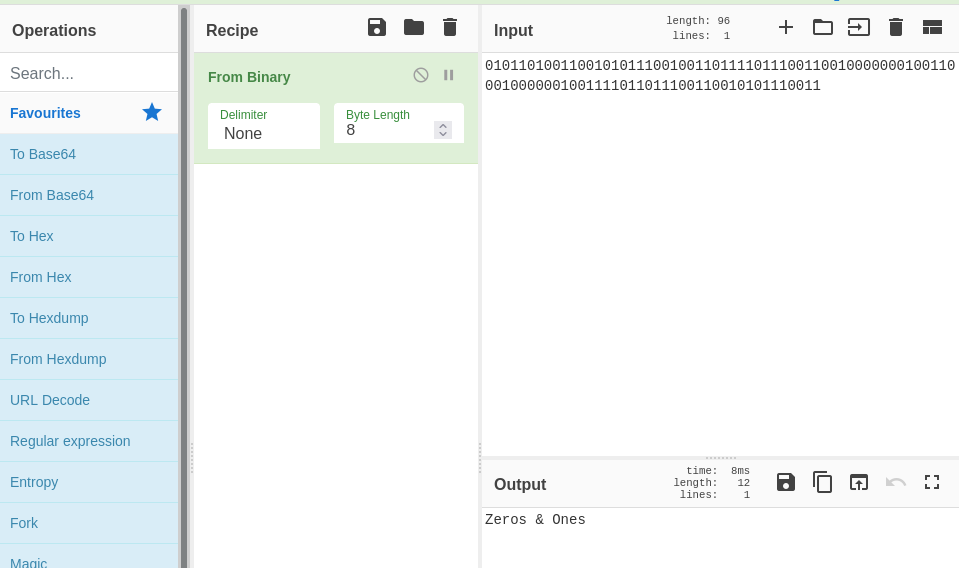 Operations
Search...
Favourites
To Base64
From Base64
To Hex
From Hex
To Hexdump
From Hexdump
URL Decode
Regular expression
Entropy
Fork
Magic
Recipe
From Binary
Delimiter
None
Byte Length
8
Input
length: 96
lines: 1
01011010011001010111001001101111011100110010000000100110
0010000001001111011011100110010101110011
Output
time: 8ms
length: 12
lines: 1
Zeros & Ones